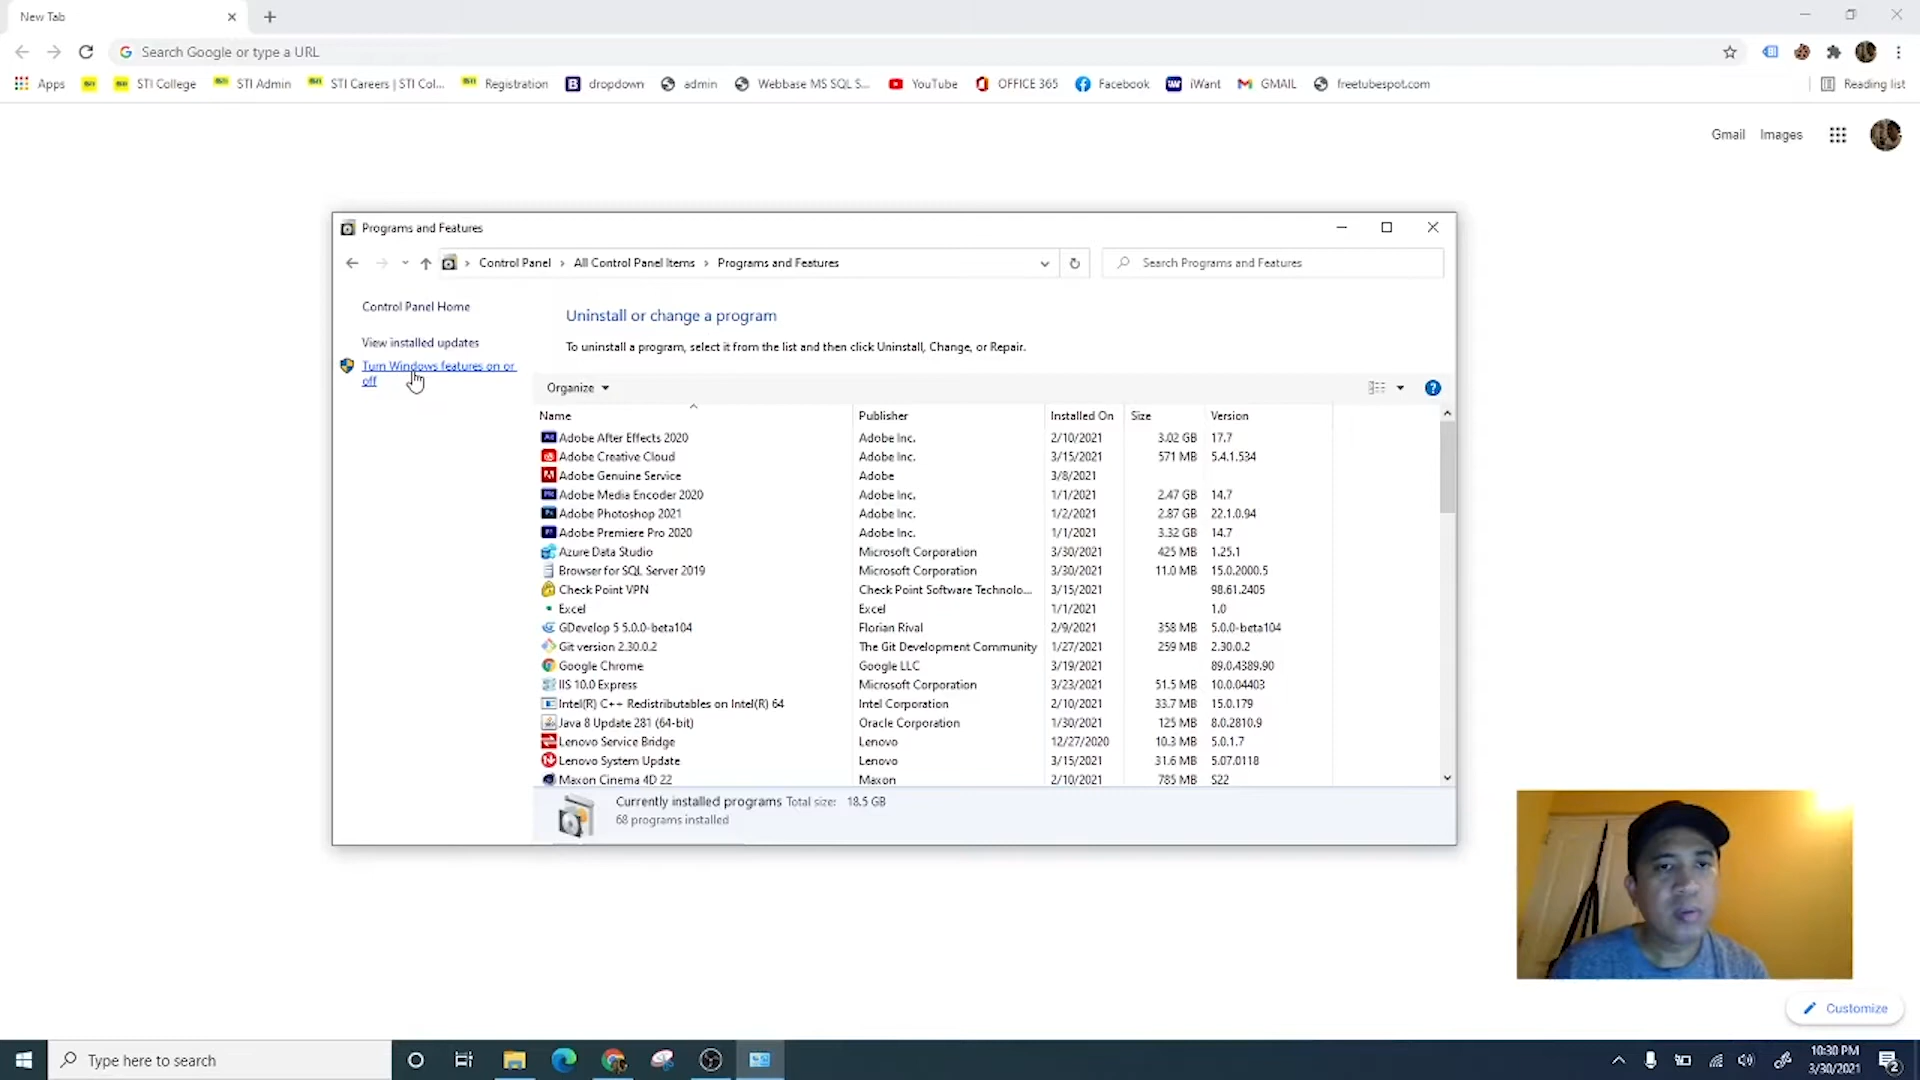 New Tab
Search Google or type a URL
Apps
STI College
STI Admin
STI Careers | STI Col...
Registration
dropdown
admin
Webbase MS SQL S...
YouTube
OFFICE 365
Facebook
iWant
GMAIL
freetubespot.com
Reading list
Gmail Images
Programs and Features
Control Panel > All Control Panel Items > Programs and Features
Search Programs and Features
Control Panel Home
View installed updates
Turn Windows features on or
off
Uninstall or change a program
To uninstall a program, select it from the list and then click Uninstall, Change, or Repair.
Organize
Name Publisher Installed On Size Version
Adobe After Effects 2020 Adobe Inc. 2/10/2021 3.02 GB 17.7
Adobe Creative Cloud Adobe Inc. 3/15/2021 571 MB 5.4.1.534
Adobe Genuine Service Adobe 3/8/2021
Adobe Media Encoder 2020 Adobe Inc. 1/1/2021 2.47 GB 14.7
Adobe Photoshop 2021 Adobe Inc. 1/2/2021 2.87 GB 22.1.0.94
Adobe Premiere Pro 2020 Adobe Inc. 1/1/2021 3.32 GB 14.7
Azure Data Studio Microsoft Corporation 3/30/2021 425 MB 1.25.1
Browser for SQL Server 2019 Microsoft Corporation 3/30/2021 11.0 MB 15.0.2000.5
Check Point VPN Check Point Software Technolo... 3/15/2021 98.61.2405
Excel Excel 1/1/2021 1.0
GDevelop 5 5.0.0-beta104 Florian Rival 2/9/2021 358 MB 5.0.0-beta104
Git version 2.30.0.2 The Git Development Community 1/27/2021 259 MB 2.30.0.2
Google Chrome Google LLC 3/19/2021 89.0.4389.90
IIS 10.0 Express Microsoft Corporation 3/23/2021 51.5 MB 10.0.04403
Intel(R) C++ Redistributables on Intel(R) 64 Intel Corporation 2/10/2021 33.7 MB 15.0.179
Java 8 Update 281 (64-bit) Oracle Corporation 1/30/2021 125 MB 8.0.2810.9
Lenovo Service Bridge Lenovo 12/27/2020 10.3 MB 5.0.1.7
Lenovo System Update Lenovo 3/15/2021 31.6 MB 5.07.0118
Maxon Cinema 4D 22 Maxon 2/10/2021 785 MB S22
Currently installed programs Total size: 18.5 GB
68 programs installed
Customize
Type here to search
10:30 PM
3/30/2021
2